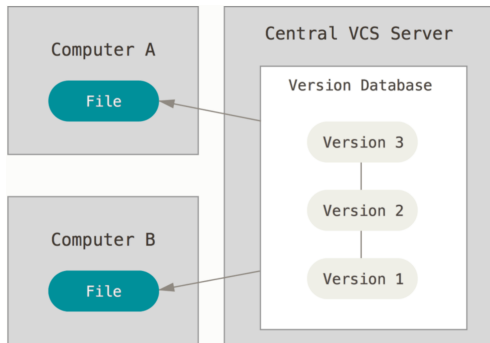 Computer A
File
Computer B
File
Central VCS Server
Version Database
Version 3
Version 2
Version 1